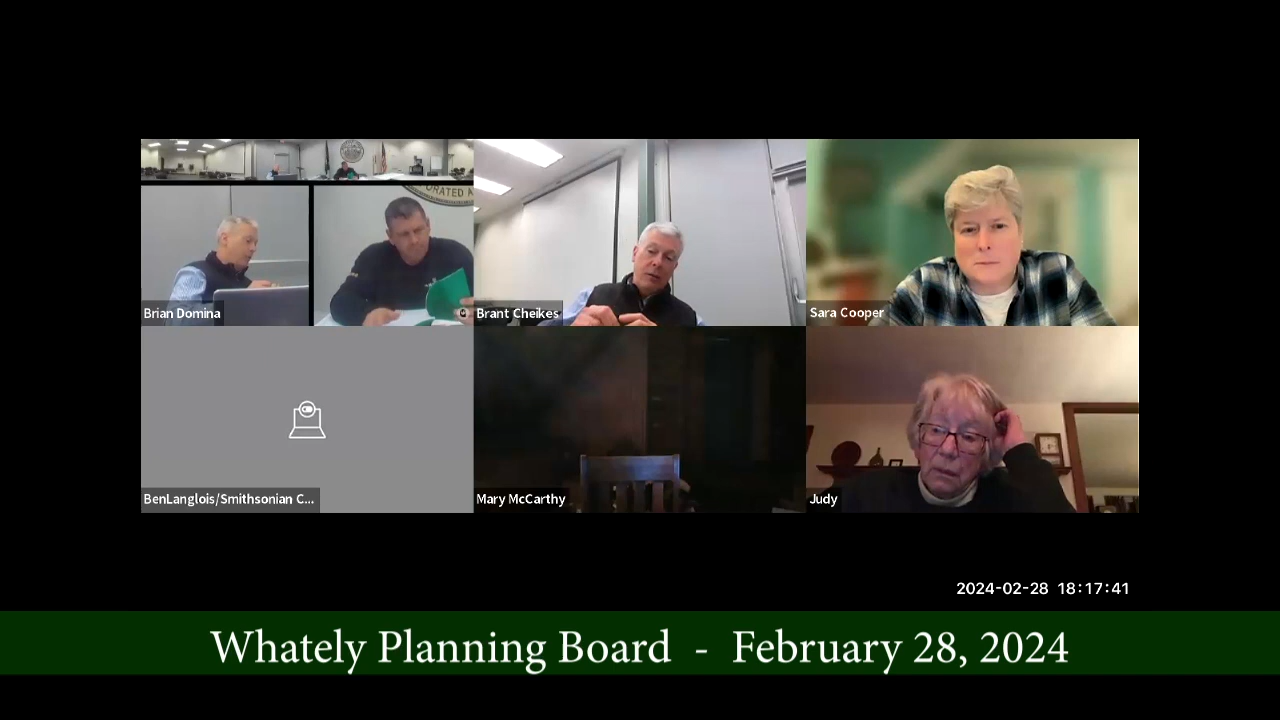 ORATED A
Brian Domina
Brant Cheikes
Sara Cooper
BenLanglois/Smithsonian C...
Mary McCarthy
Judy
2024-02-28 18:17:41
Whately Planning Board - February 28, 2024